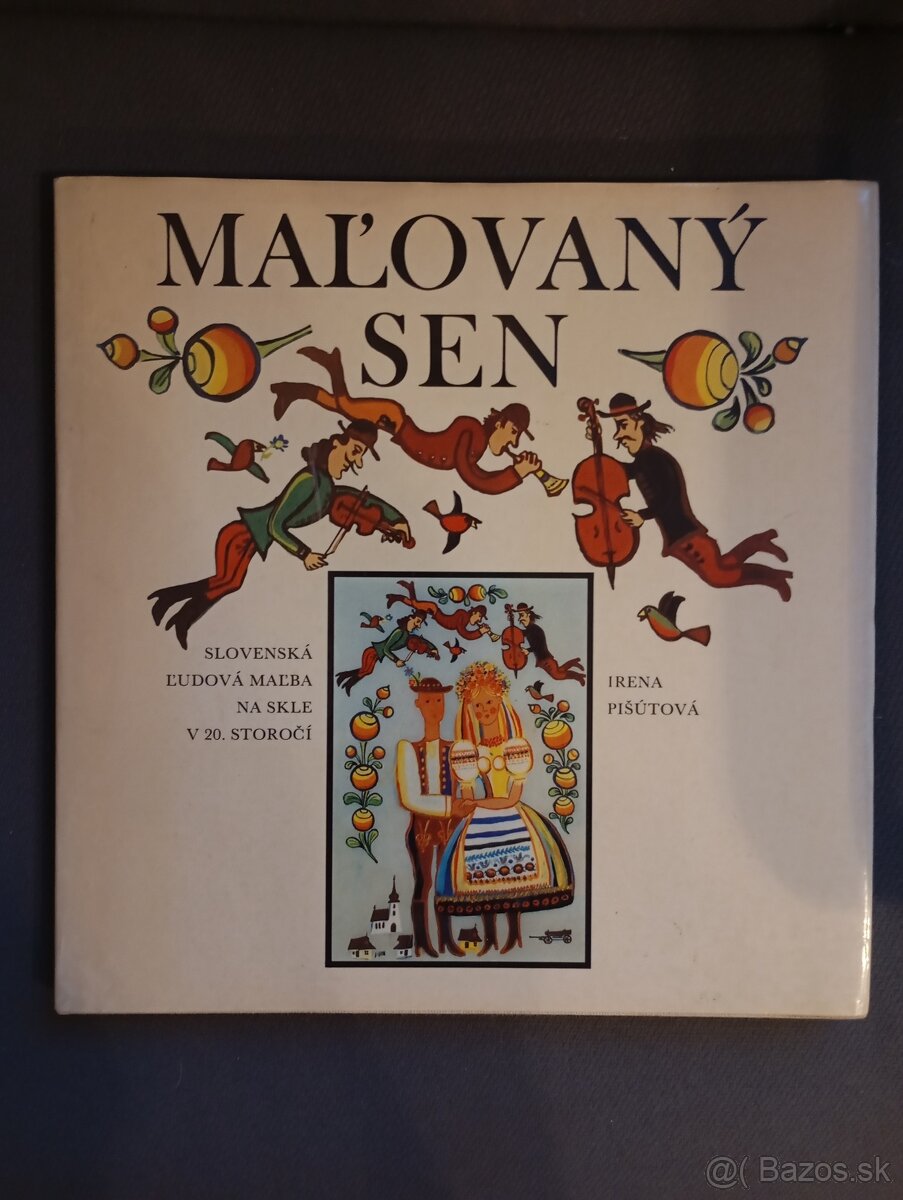 MAĽOVANÝ
SEN
SLOVENSKÁ
ĽUDOVÁ MAĽBA
NA SKLE
V 20. STOROČÍ
IRENA
PIŠÚTOVÁ
@( Bazos.sk